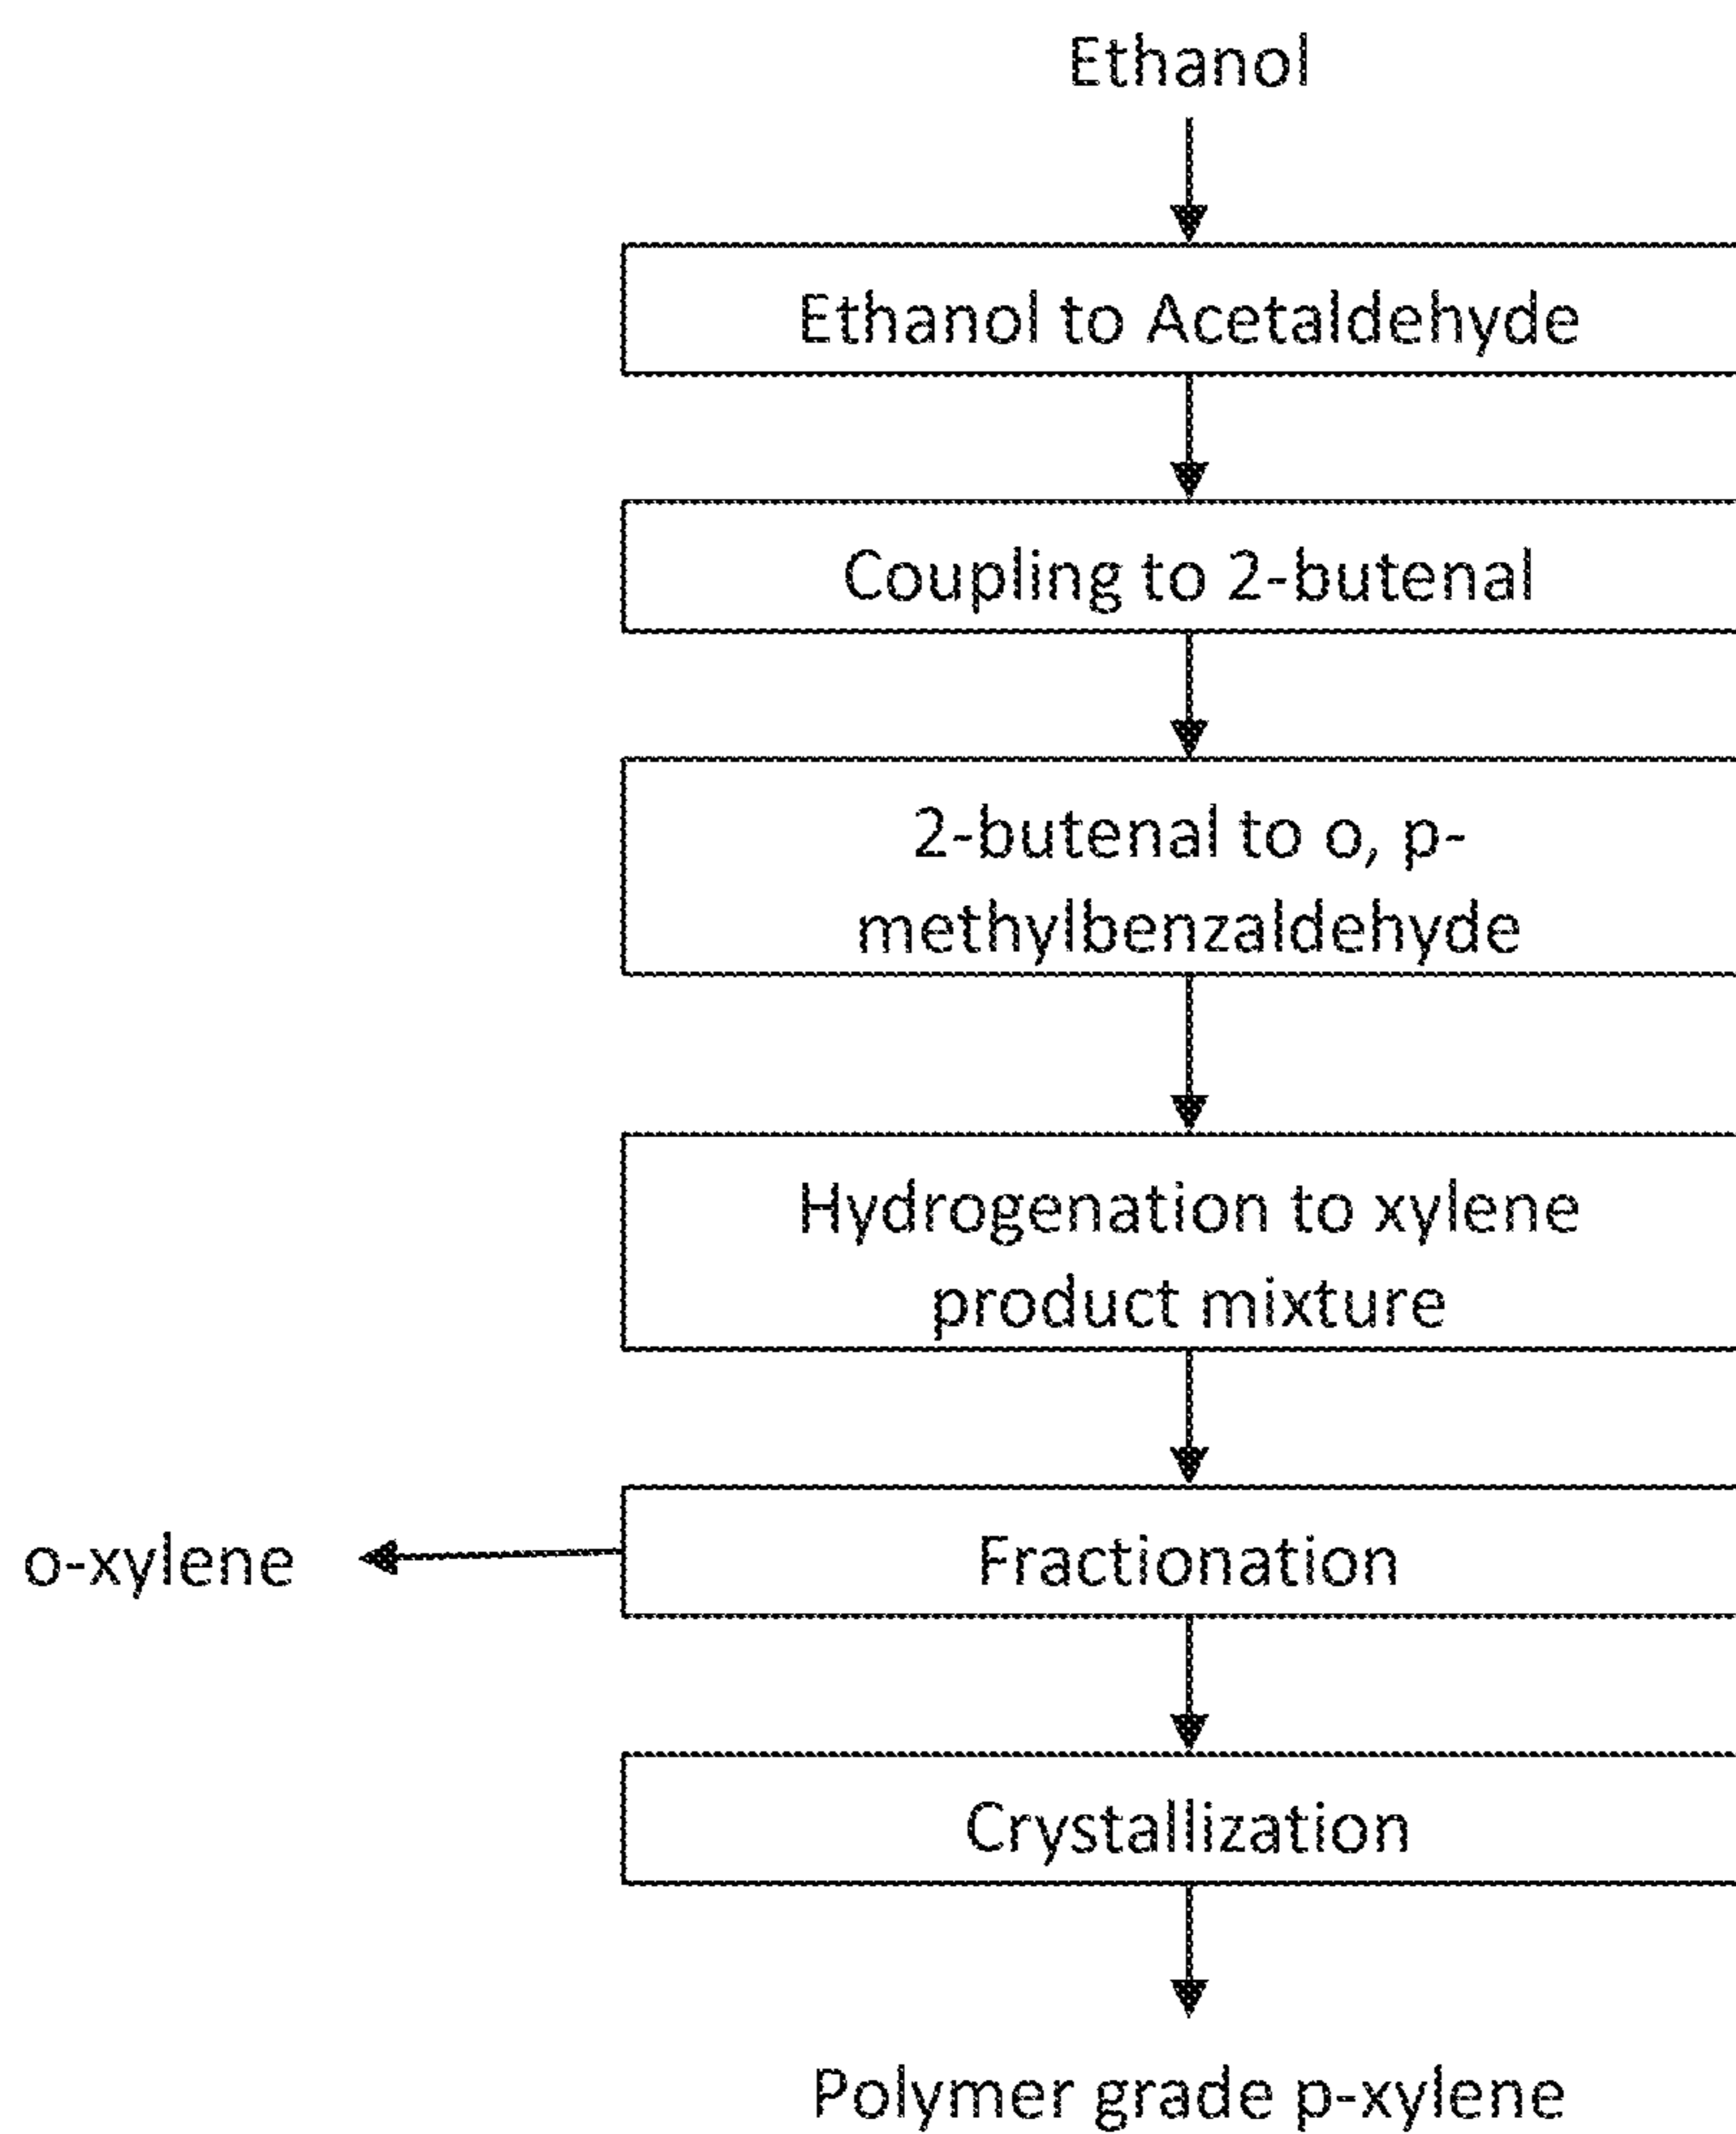 Ethanol
Ethanol to Acetaldehyde
Coupling to 2-butenal
2-butenal to o, p-
methylbenzaldehyde
Hydrogenation to xylene
product mixture
o-xylene
Fractionation
Crystallization
Polymer grade p-xylene